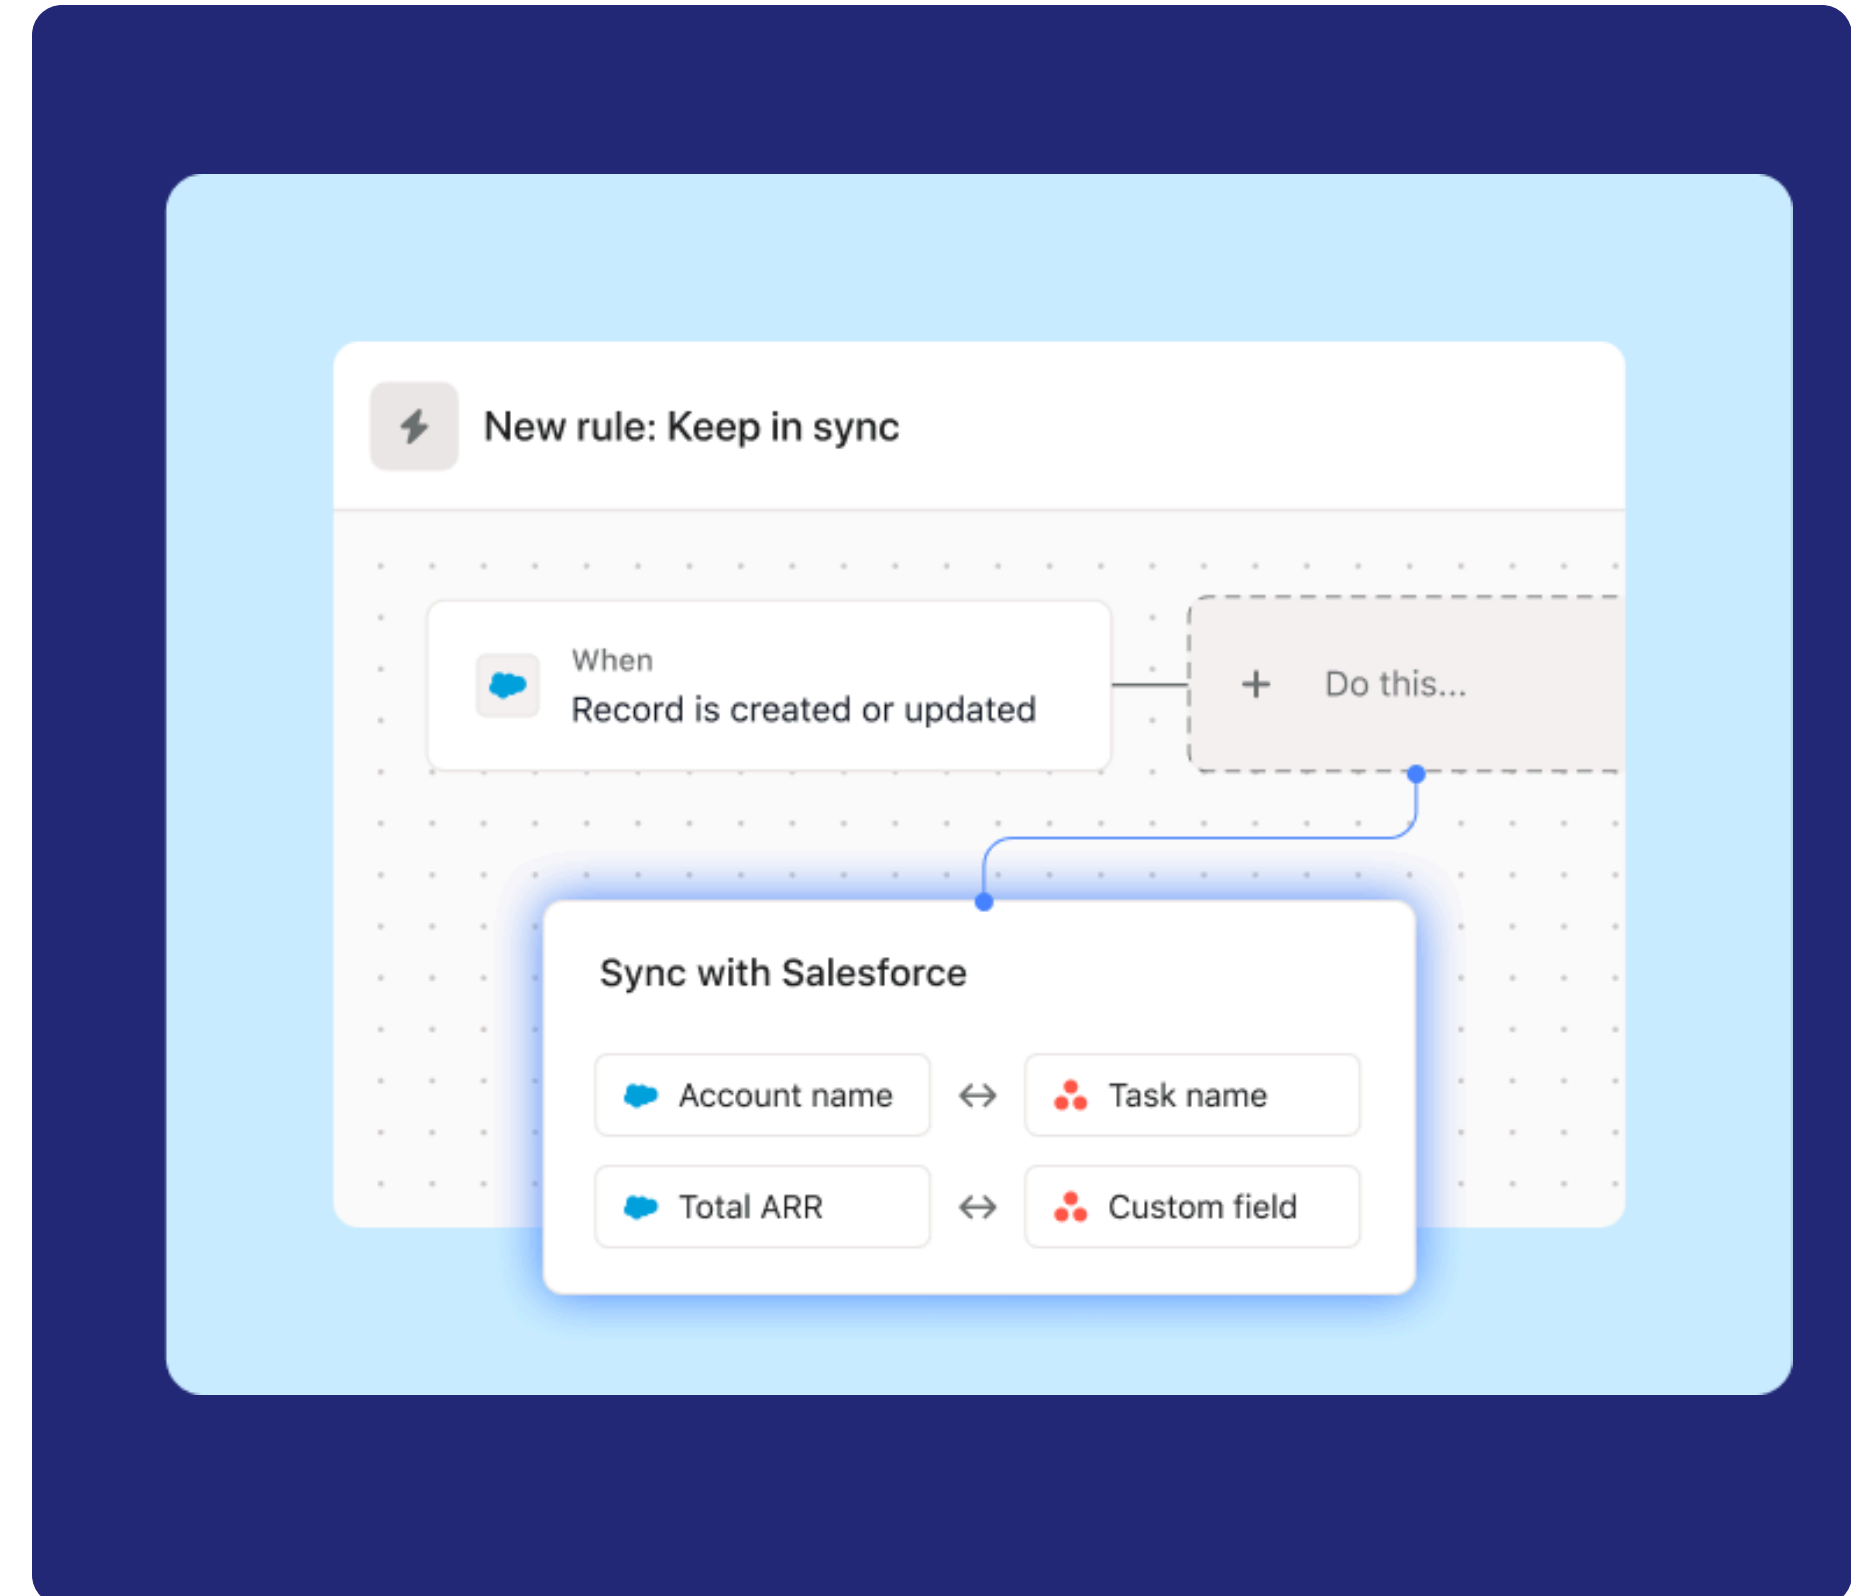 New rule: Keep in sync
When
Record is created or updated
Do this...
Sync with Salesforce
Account name
Task name
Total ARR
Custom field